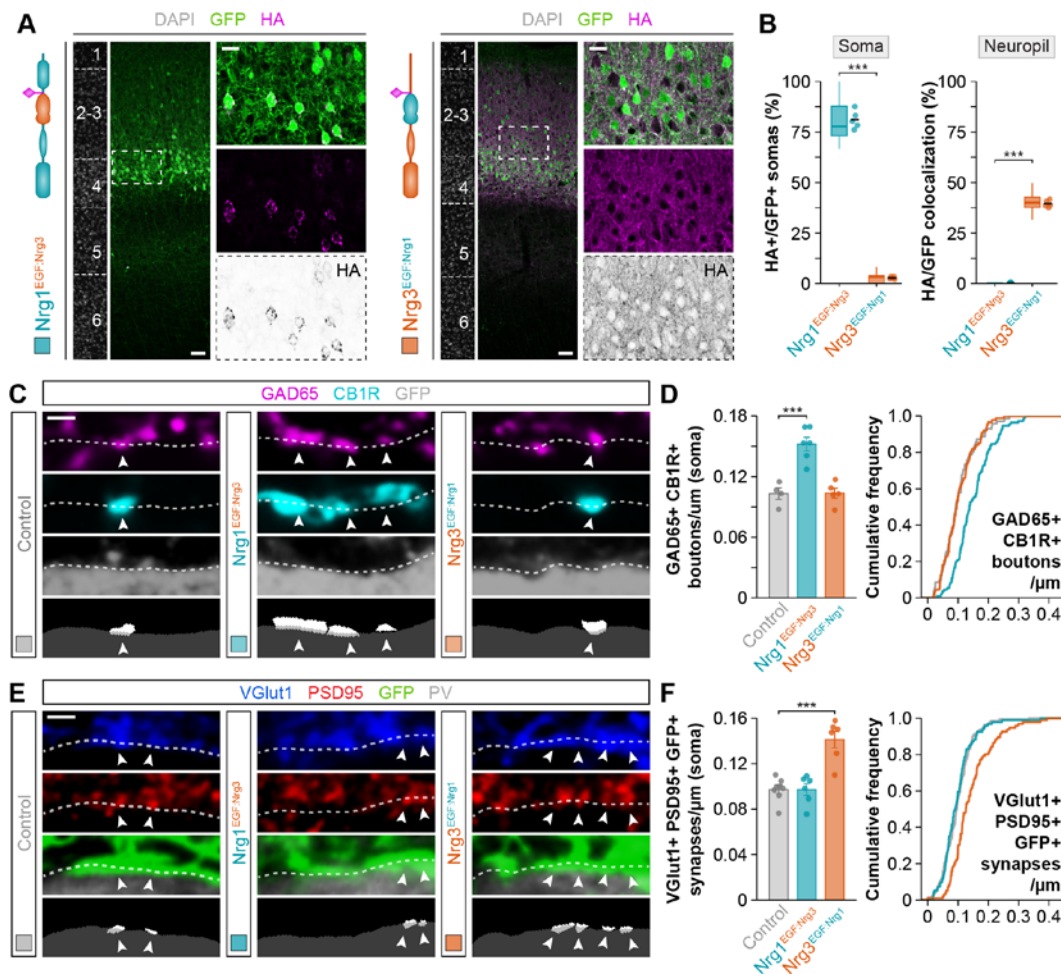 A
DAPI GFP HA
DAPI GFP HA
1
2-3
4
5
6
HA
Nrg1EGF:Nrg3
1
2-3
4
5
6
HA
Nrg3EGF:Nrg1
B
Soma
Neuropil
HA+/GFP+ somas (%)
100
75
50
25
0
***
Nrg1EGF:Nrg3
Nrg3EGF:Nrg1
HA/GFP colocalization (%)
100
75
50
25
0
***
Nrg1EGF:Nrg3
Nrg3EGF:Nrg1
C
GAD65 CB1R GFP
Control
Nrg1EGF:Nrg3
Nrg3EGF:Nrg1
D
GAD65+ CB1R+
boutons/um (soma)
0.18
0.12
0.06
0
***
Control
Nrg1EGF:Nrg3
Nrg3EGF:Nrg1
Cumulative frequency
1.0
0.8
0.6
0.4
0.2
0
GAD65+
CB1R+
boutons
/µm
0 0.1 0.2 0.3 0.4
E
VGlut1 PSD95 GFP PV
Control
Nrg1EGF:Nrg3
Nrg3EGF:Nrg1
F
VGlut1+ PSD95+ GFP+
synapses/µm (soma)
0.16
0.12
0.08
0.04
0
***
Control
Nrg1EGF:Nrg3
Nrg3EGF:Nrg1
Cumulative frequency
1.0
0.8
0.6
0.4
0.2
0
VGlut1+
PSD95+
GFP+
synapses
/µm
0 0.1 0.2 0.3 0.4